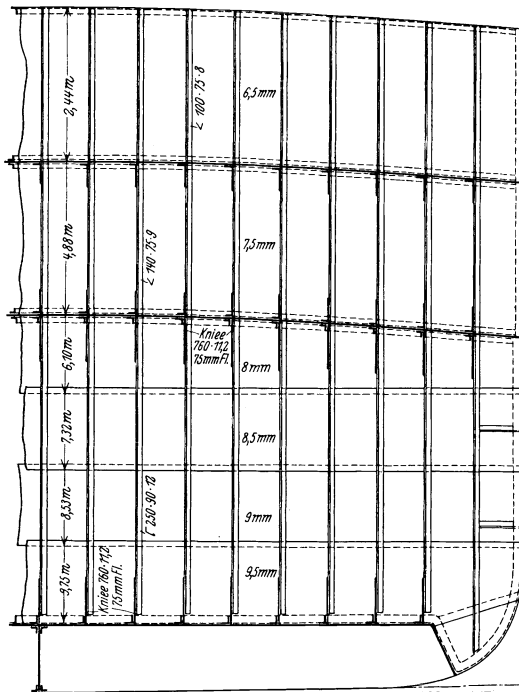 2,44m
∟ 100·75·8
6,5mm
4,88m
∟ 140·75·9
7,5mm
Kniee
760·11,2
75mm Fl.
6,10m
8mm
7,32m
8,5mm
8,53m
Γ 250·90·12
9mm
9,75m
Kniee 760·11,2
75mm Fl.
9,5mm